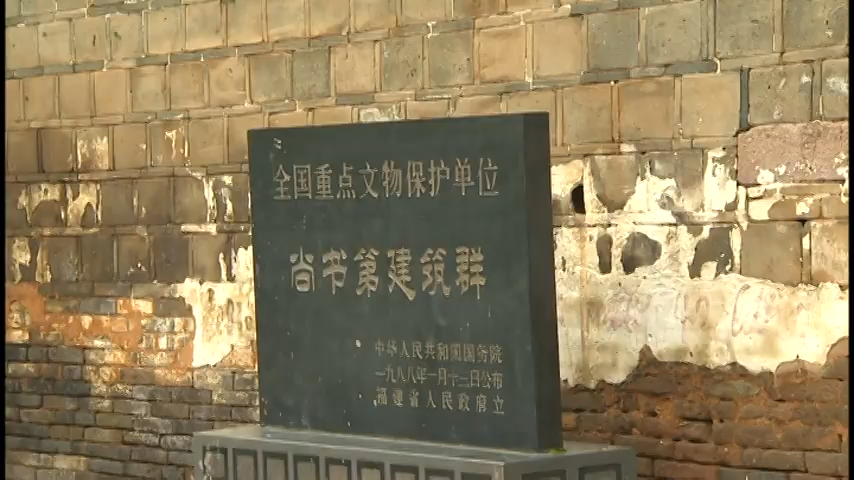 全国重点文物保护单位
尚书第建筑群
中华人民共和国国务院
一九八八年一月十三日公布
福建省人民政府立